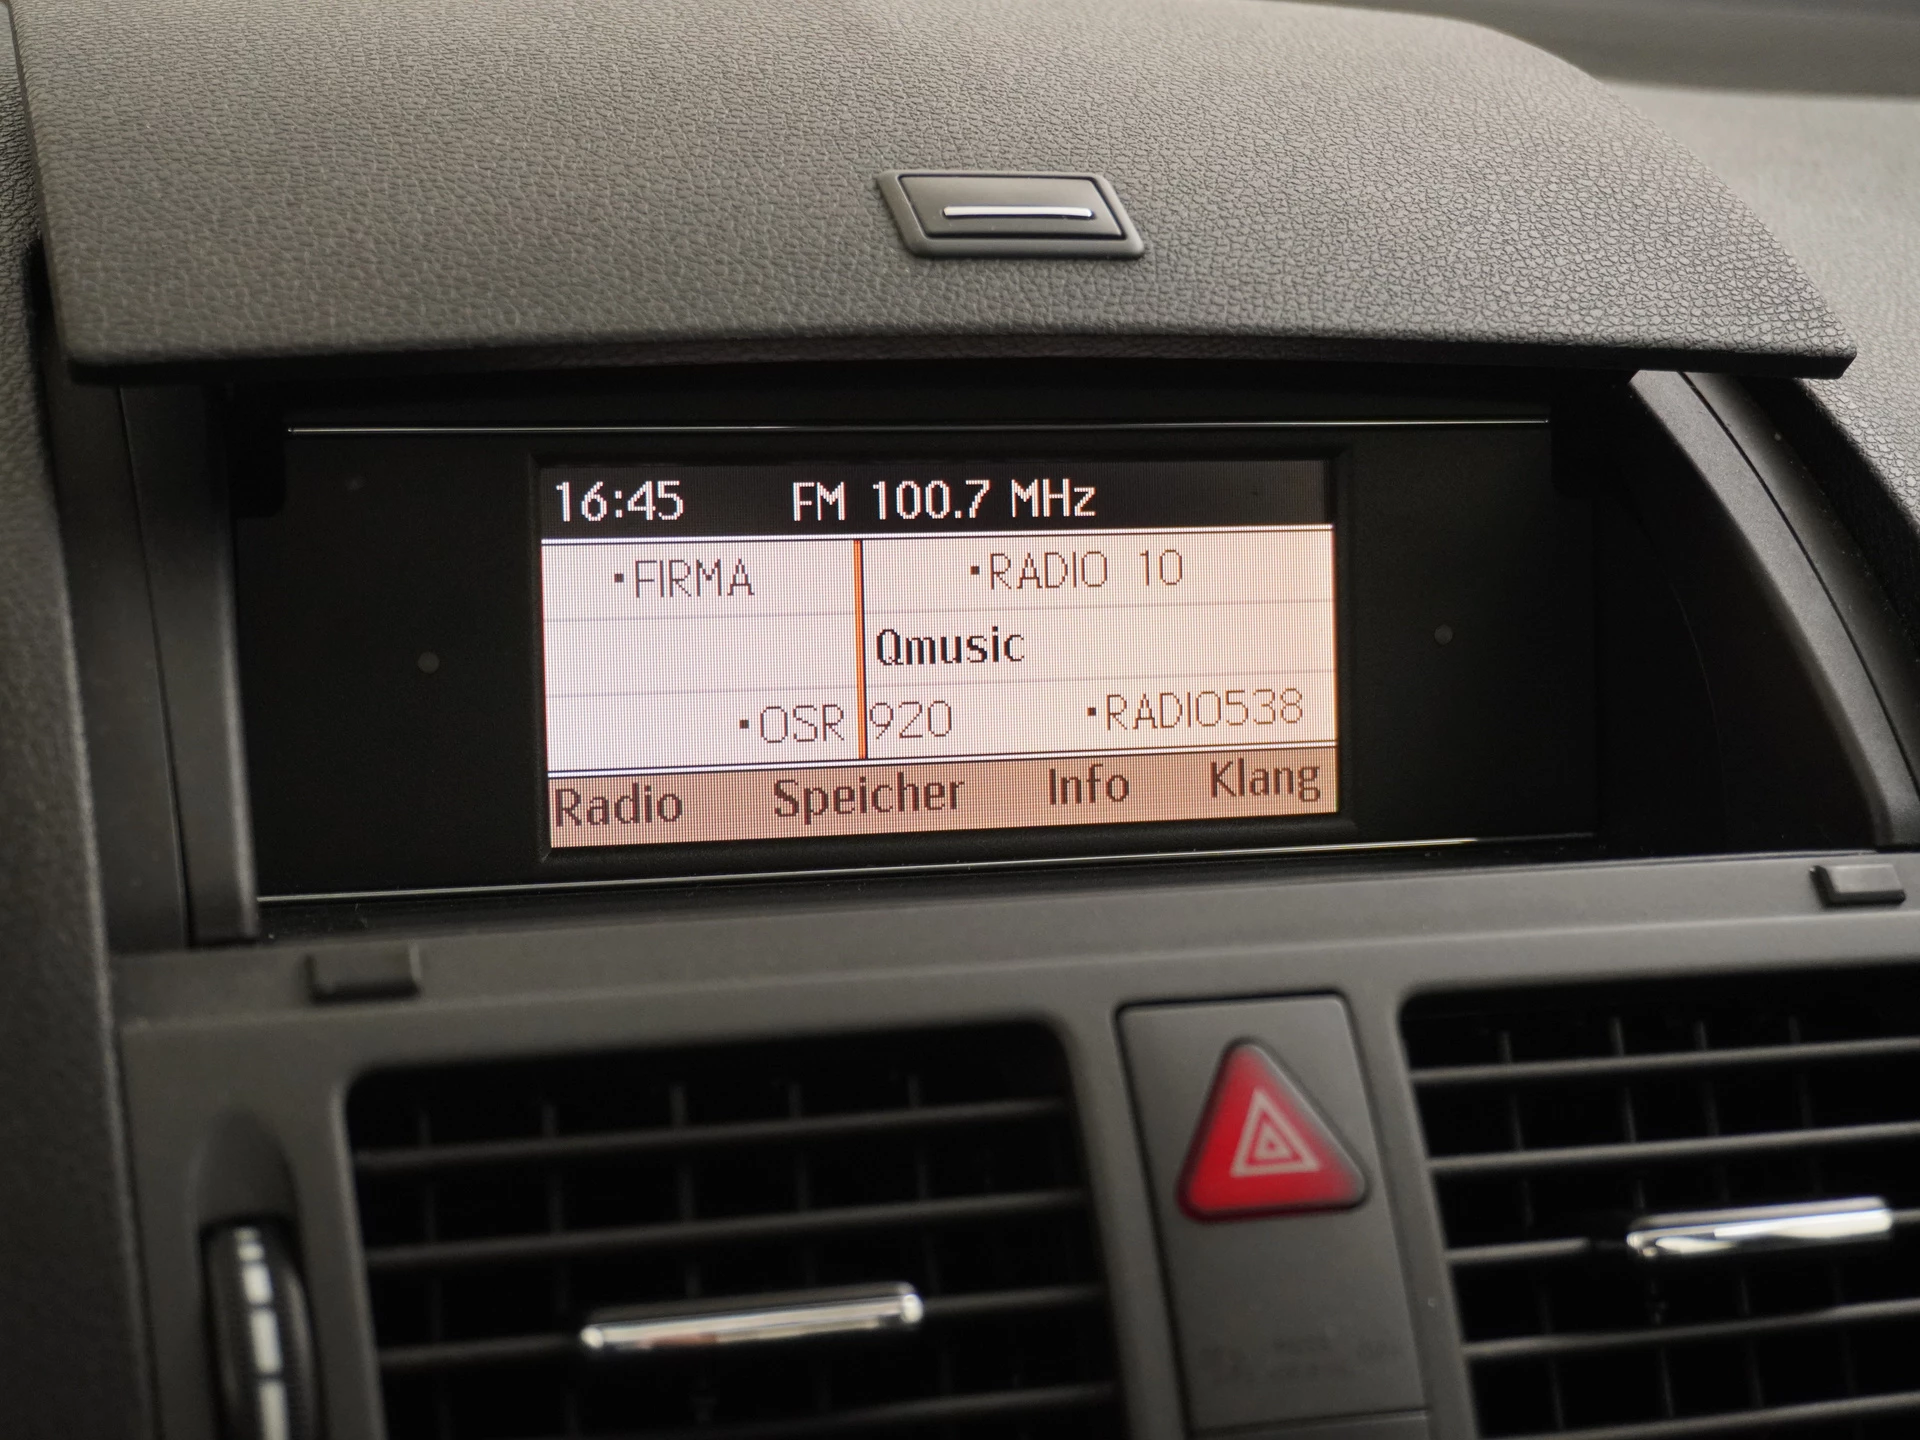 16:45 FM 100.7 MHz
·FIRMA ·RADIO 10
Qmusic
·OSR 920 ·RADIO538
Radio Speicher Info Klang